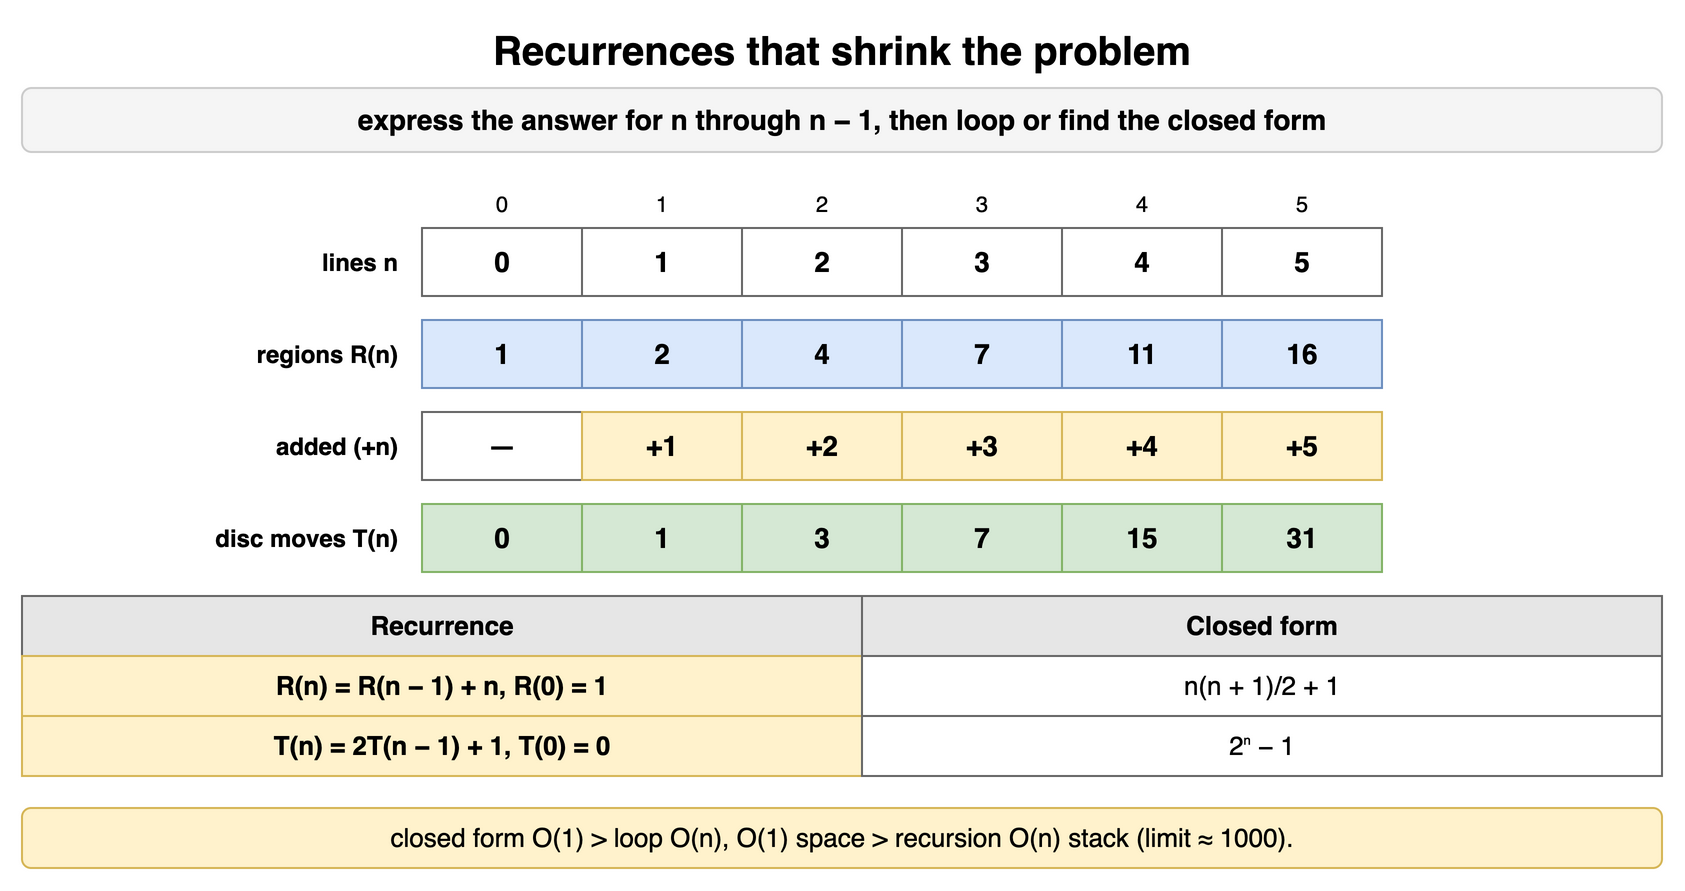 Recurrences that shrink the problem
express the answer for n through n − 1, then loop or find the closed form
0 1 2 3 4 5
lines n 0 1 2 3 4 5
regions R(n) 1 2 4 7 11 16
added (+n) — +1 +2 +3 +4 +5
disc moves T(n) 0 1 3 7 15 31
Recurrence Closed form
R(n) = R(n − 1) + n, R(0) = 1 n(n + 1)/2 + 1
T(n) = 2T(n − 1) + 1, T(0) = 0 2ⁿ − 1
closed form O(1) > loop O(n), O(1) space > recursion O(n) stack (limit ≈ 1000).